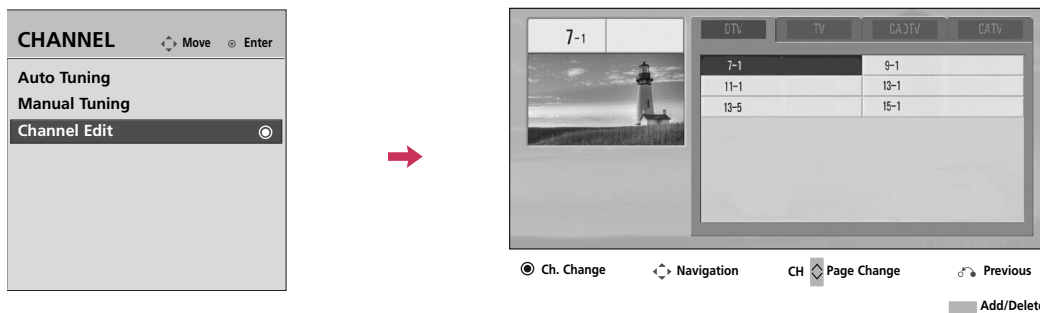 CHANNEL Move Enter
Auto Tuning
Manual Tuning
Channel Edit
7-1
DTV TV CADTV CATV
7-1 9-1
11-1 13-1
13-5 15-1
Ch. Change Navigation CH Page Change Previous
Add/Delete